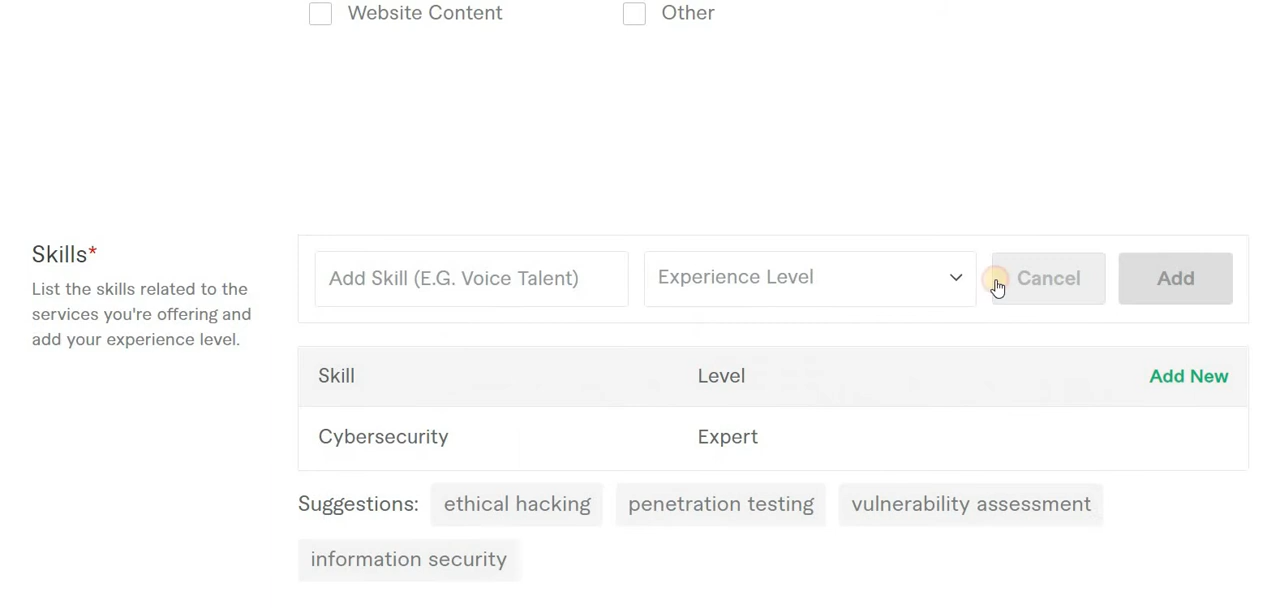 Website Content Other
Skills*
List the skills related to the
services you're offering and
add your experience level.
Add Skill (E.G. Voice Talent) Experience Level Cancel Add
Skill Level Add New
Cybersecurity Expert
Suggestions: ethical hacking penetration testing vulnerability assessment
information security